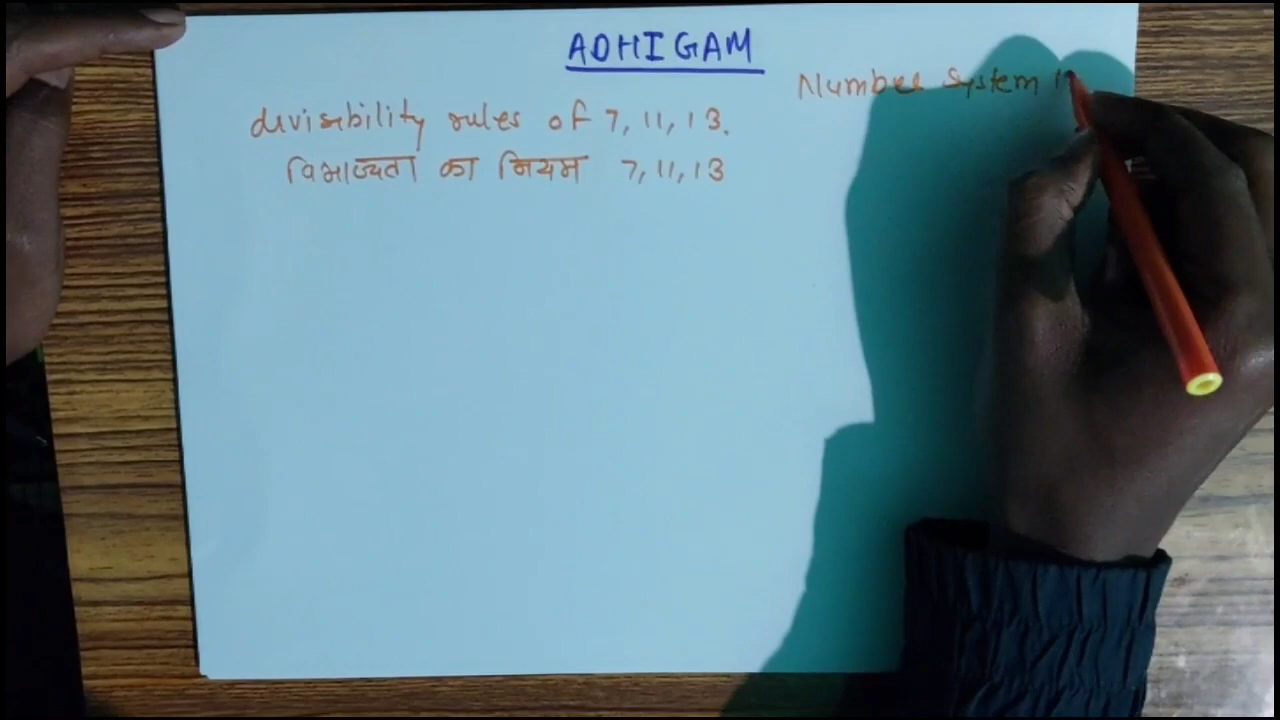 ADHIGAM
Number system
divisibility rules of 7, 11, 13.
विभाज्यता का नियम 7, 11, 13